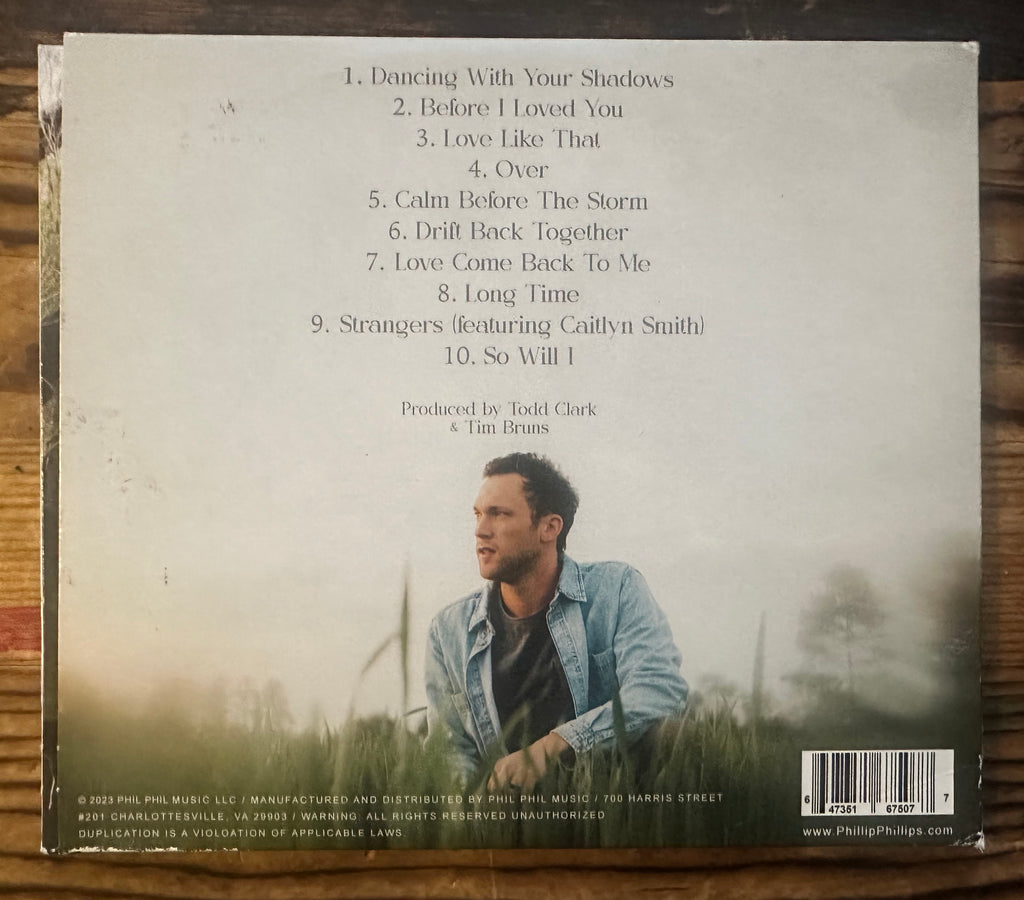 1. Dancing With Your Shadows
2. Before I Loved You
3. Love Like That
4. Over
5. Calm Before The Storm
6. Drift Back Together
7. Love Come Back To Me
8. Long Time
9. Strangers (featuring Caitlyn Smith)
10. So Will I
Produced by Todd Clark
& Tim Bruns
© 2023 PHIL PHIL MUSIC LLC / MANUFACTURED AND DISTRIBUTED BY PHIL PHIL MUSIC / 700 HARRIS STREET
#201 CHARLOTTESVILLE, VA 29903 / WARNING: ALL RIGHTS RESERVED UNAUTHORIZED
DUPLICATION IS A VIOLOATION OF APPLICABLE LAWS.
6 47351 67507 7
www.PhillipPhillips.com